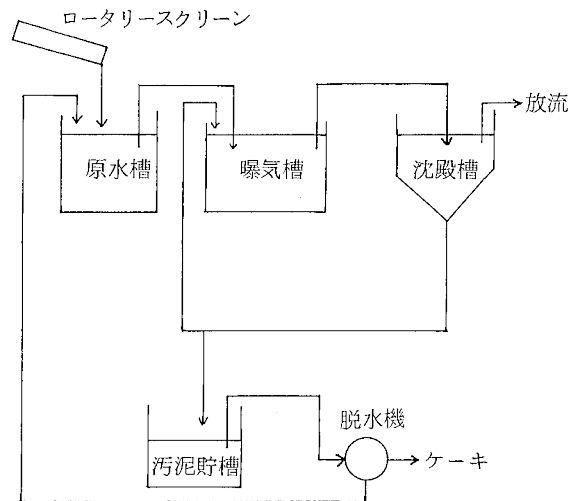 ロータリースクリーン
放流
原水槽
曝気槽
沈殿槽
脱水機
汚泥貯槽
ケーキ